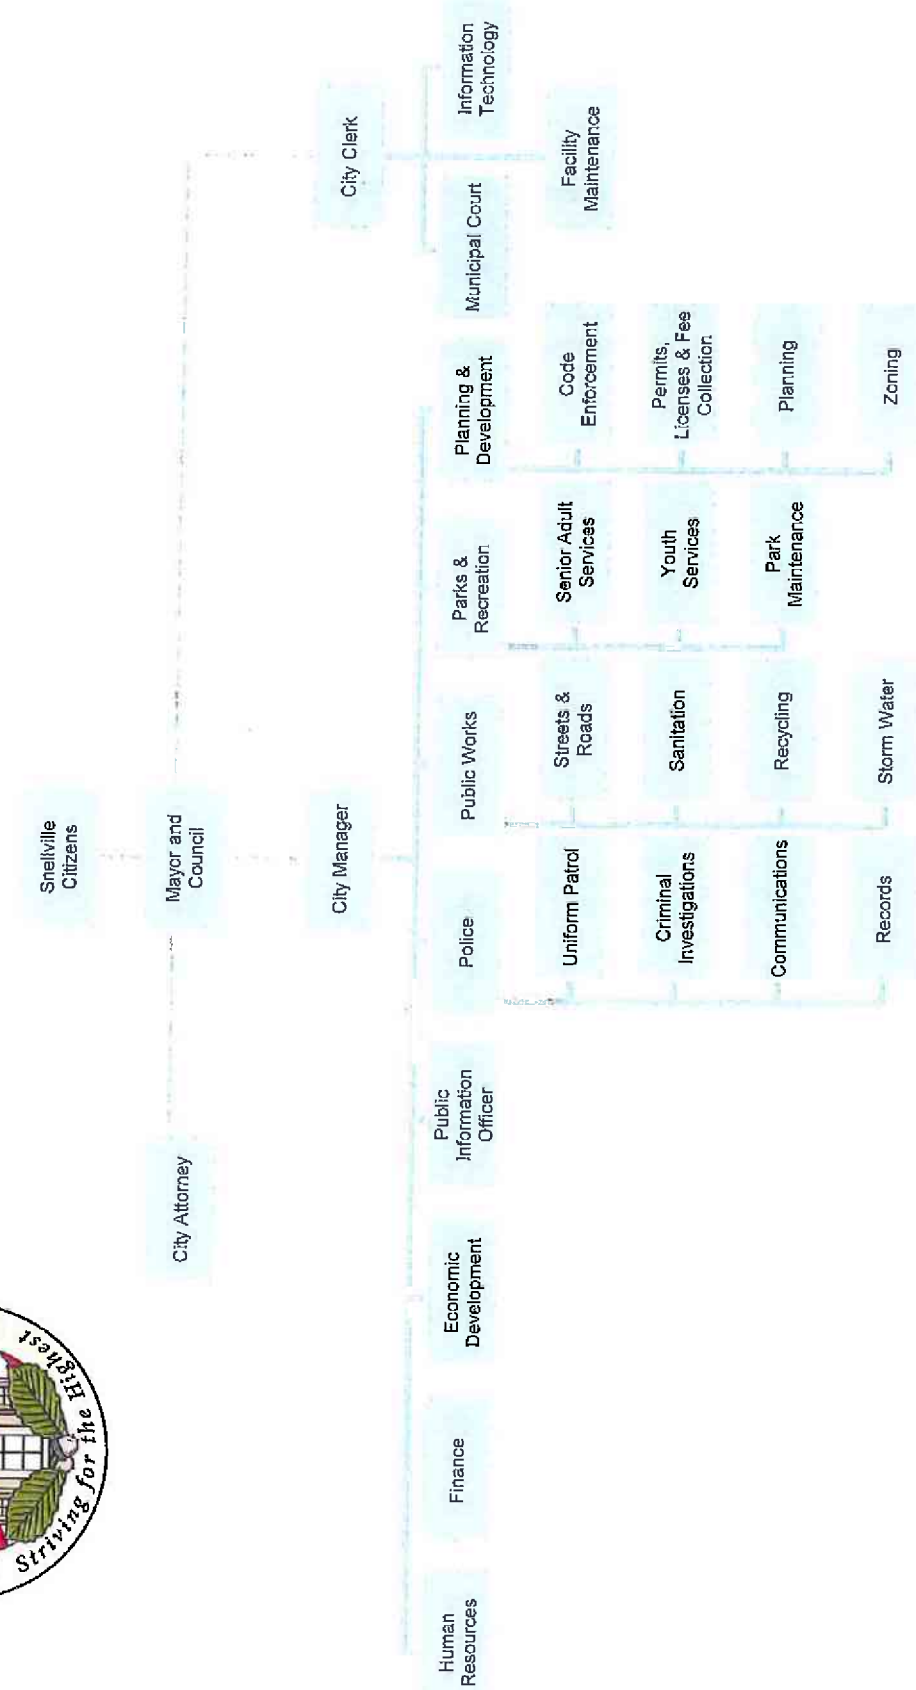 Striving for the Highest
Snellville
Citizens
City Attorney
Mayor and
Council
City Manager
City Clerk
Human
Resources
Finance
Economic
Development
Public
Information
Officer
Police
Public Works
Parks &
Recreation
Planning &
Development
Municipal Court
Information
Technology
Uniform Patrol
Streets &
Roads
Senior Adult
Services
Code
Enforcement
Facility
Maintenance
Criminal
Investigations
Sanitation
Youth
Services
Permits,
Licenses & Fee
Collection
Communications
Recycling
Park
Maintenance
Planning
Records
Storm Water
Zoning